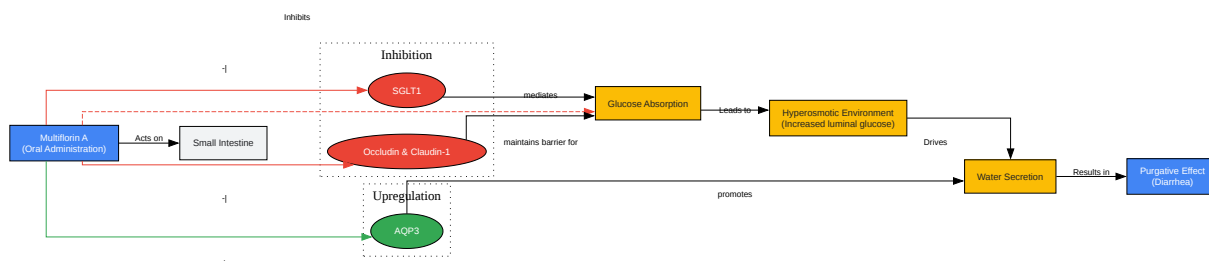 Inhibits
Inhibition
-|
SGLT1
mediates
Glucose Absorption
Leads to
Hyperosmotic Environment
(Increased luminal glucose)
Multiflorin A
(Oral Administration)
Acts on
Small Intestine
Occludin & Claudin-1
maintains barrier for
Drives
Water Secretion
Results in
Purgative Effect
(Diarrhea)
-|
Upregulation
promotes
AQP3